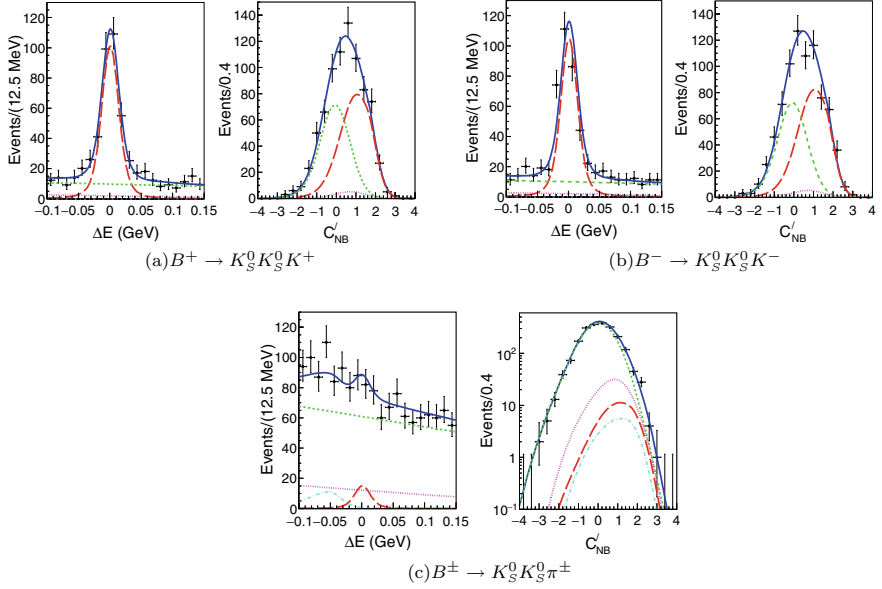 Events/(12.5 MeV)
120
100
80
60
40
20
0
−0.1 −0.05 0 0.05 0.1 0.15
ΔE (GeV)
Events/0.4
140
120
100
80
60
40
20
0
−4 −3 −2 −1 0 1 2 3 4
C′NB
(a)B⁺ → K⁰S K⁰S K⁺
Events/(12.5 MeV)
120
100
80
60
40
20
0
−0.1 −0.05 0 0.05 0.1 0.15
ΔE (GeV)
Events/0.4
140
120
100
80
60
40
20
0
−4 −3 −2 −1 0 1 2 3 4
C′NB
(b)B⁻ → K⁰S K⁰S K⁻
Events/(12.5 MeV)
120
100
80
60
40
20
0
−0.1 −0.05 0 0.05 0.1 0.15
ΔE (GeV)
Events/0.4
10²
10
1
10⁻¹
−4 −3 −2 −1 0 1 2 3 4
C′NB
(c)B± → K⁰S K⁰S π±